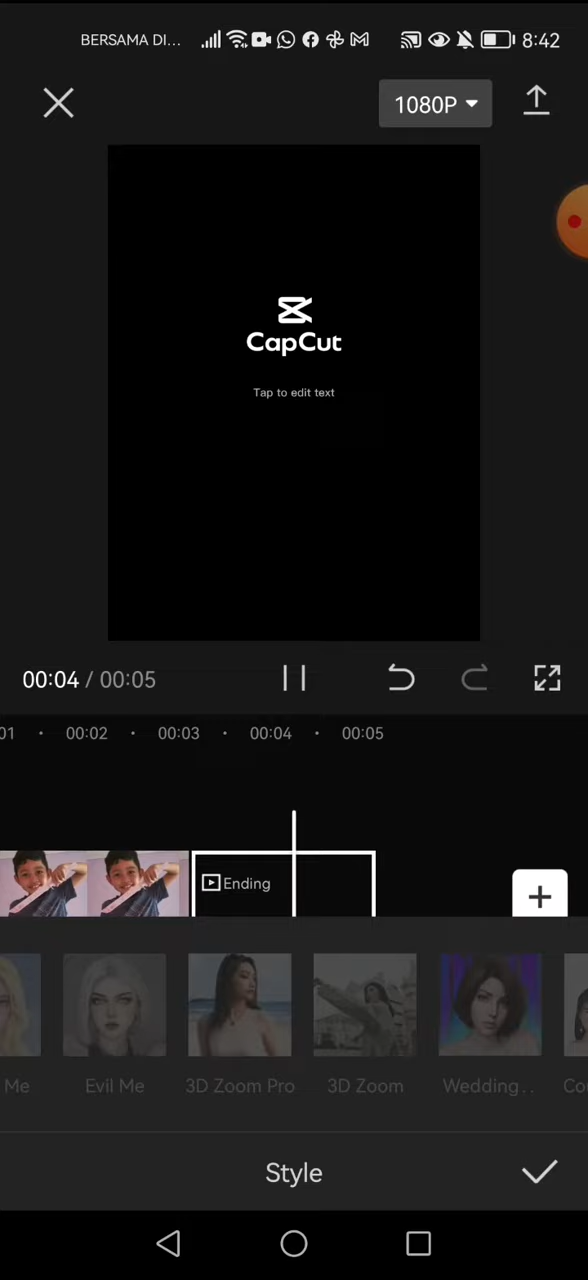 BERSAMA DI... 8:42
1080P
CapCut
Tap to edit text
00:04 / 00:05
01 · 00:02 · 00:03 · 00:04 · 00:05
Ending
Me Evil Me 3D Zoom Pro 3D Zoom Wedding.. Co
Style